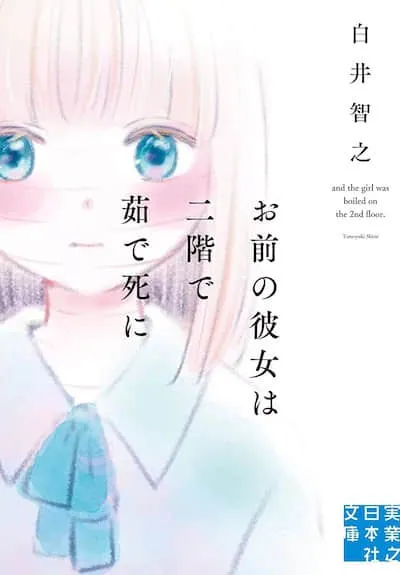 白井智之
and the girl was
boiled on
the 2nd floor.
Tomoyuki Shirai
お前の彼女は
二階で
茹で死に
実業之
日本社
文庫